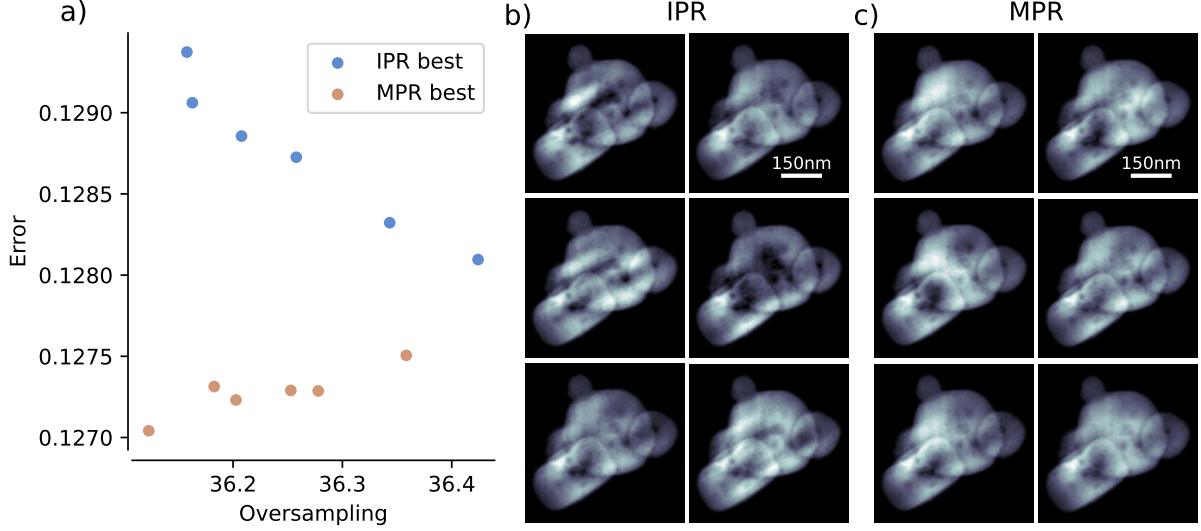 a)
IPR best
MPR best
0.1290
0.1285
0.1280
0.1275
0.1270
Error
36.2 36.3 36.4
Oversampling
b)
IPR
150nm
c)
MPR
150nm